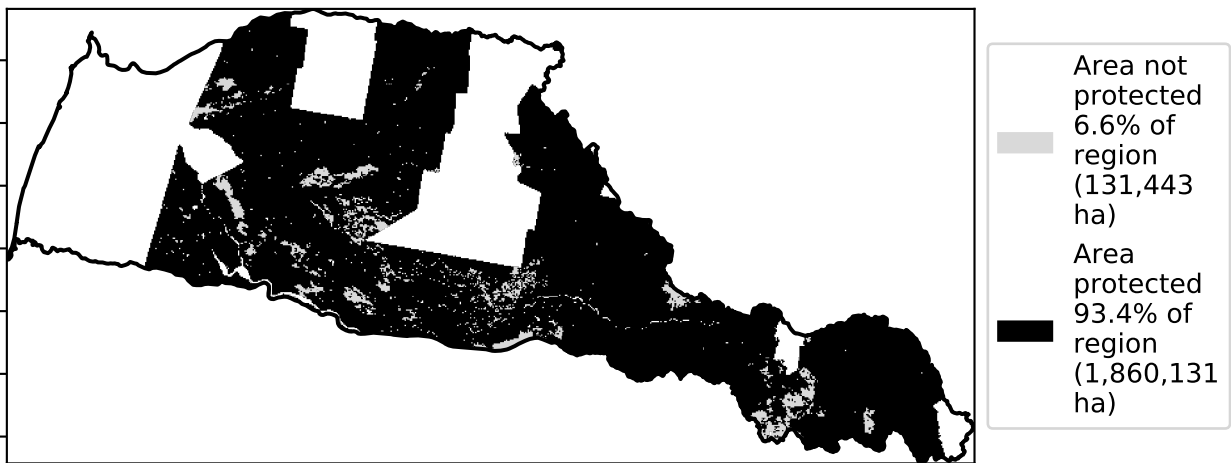 Area not
protected
6.6% of
region
(131,443
ha)
Area
protected
93.4% of
region
(1,860,131
ha)